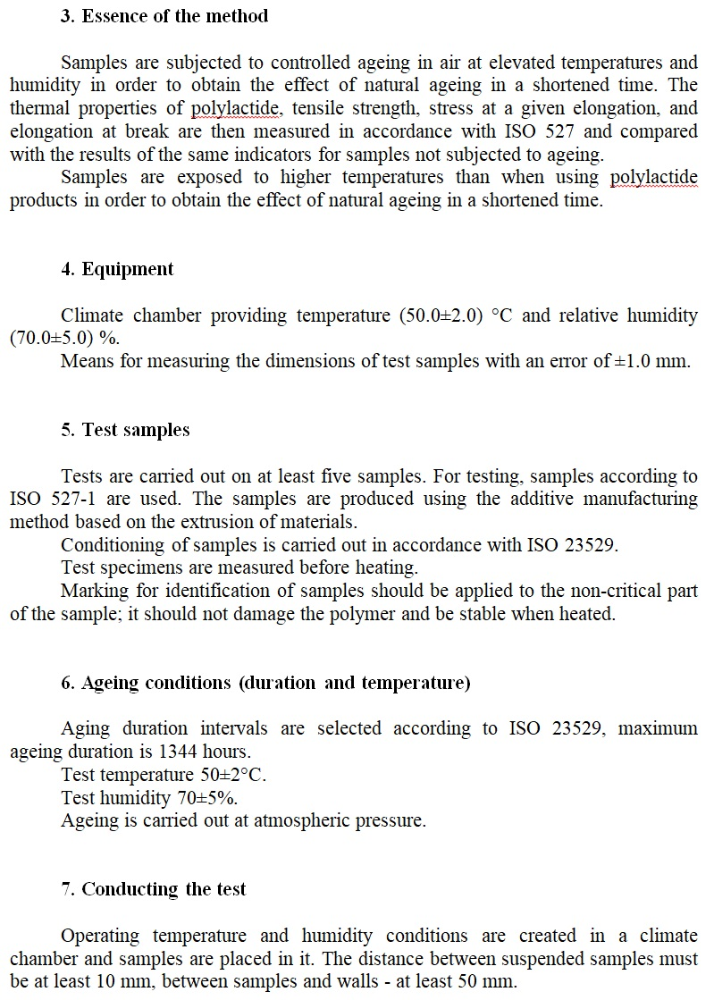 3. Essence of the method
Samples are subjected to controlled ageing in air at elevated temperatures and
humidity in order to obtain the effect of natural ageing in a shortened time. The
thermal properties of polylactide, tensile strength, stress at a given elongation, and
elongation at break are then measured in accordance with ISO 527 and compared
with the results of the same indicators for samples not subjected to ageing.
Samples are exposed to higher temperatures than when using polylactide
products in order to obtain the effect of natural ageing in a shortened time.
4. Equipment
Climate chamber providing temperature (50.0±2.0) °C and relative humidity
(70.0±5.0) %.
Means for measuring the dimensions of test samples with an error of ±1.0 mm.
5. Test samples
Tests are carried out on at least five samples. For testing, samples according to
ISO 527-1 are used. The samples are produced using the additive manufacturing
method based on the extrusion of materials.
Conditioning of samples is carried out in accordance with ISO 23529.
Test specimens are measured before heating.
Marking for identification of samples should be applied to the non-critical part
of the sample; it should not damage the polymer and be stable when heated.
6. Ageing conditions (duration and temperature)
Aging duration intervals are selected according to ISO 23529, maximum
ageing duration is 1344 hours.
Test temperature 50±2°C.
Test humidity 70±5%.
Ageing is carried out at atmospheric pressure.
7. Conducting the test
Operating temperature and humidity conditions are created in a climate
chamber and samples are placed in it. The distance between suspended samples must
be at least 10 mm, between samples and walls - at least 50 mm.